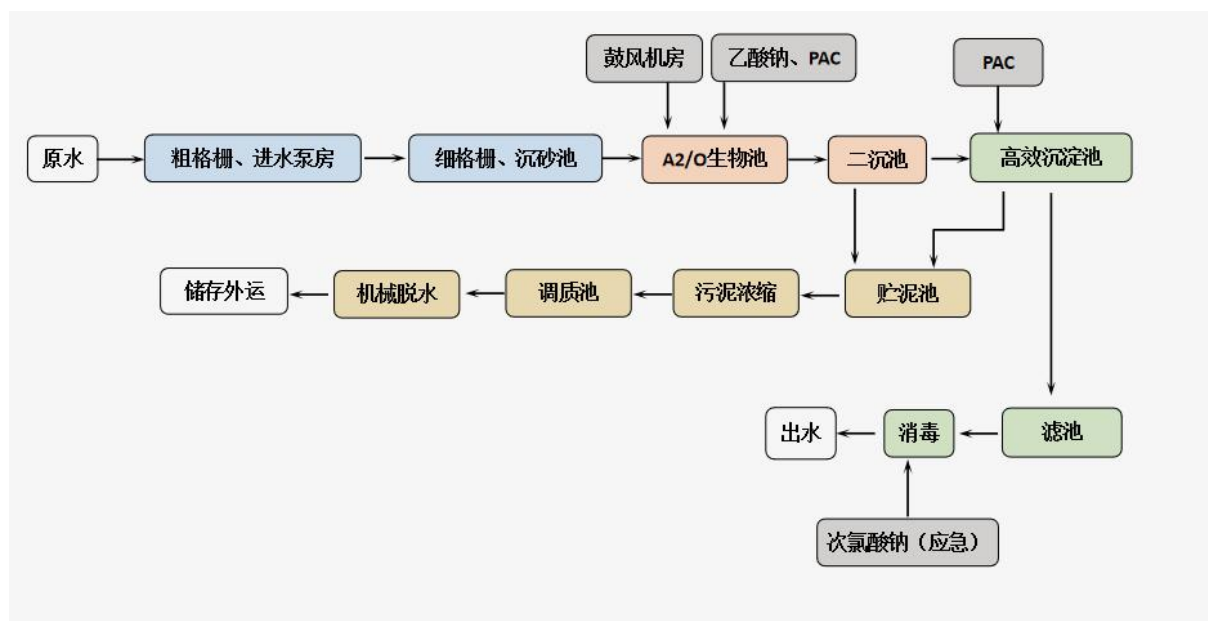 鼓风机房
乙酸钠、PAC
PAC
原水
粗格栅、进水泵房
细格栅、沉砂池
A2/O生物池
二沉池
高效沉淀池
储存外运
机械脱水
调质池
污泥浓缩
贮泥池
出水
消毒
滤池
次氯酸钠（应急）